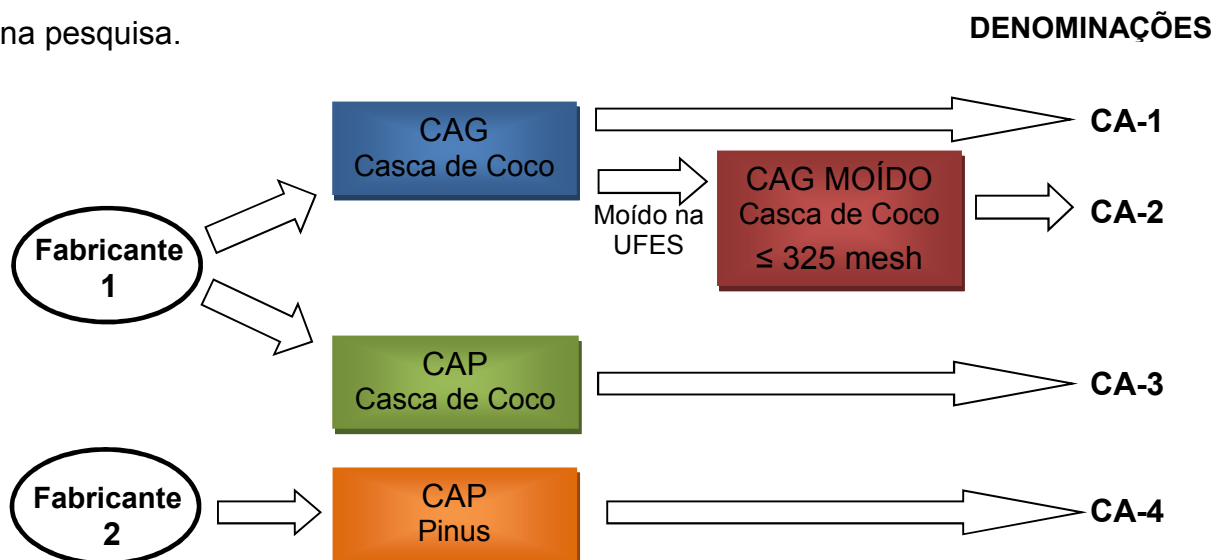 na pesquisa.
DENOMINAÇÕES
CAG
Casca de Coco
CA-1
Moído na
UFES
CAG MOÍDO
Casca de Coco
≤ 325 mesh
CA-2
Fabricante
1
CAP
Casca de Coco
CA-3
Fabricante
2
CAP
Pinus
CA-4